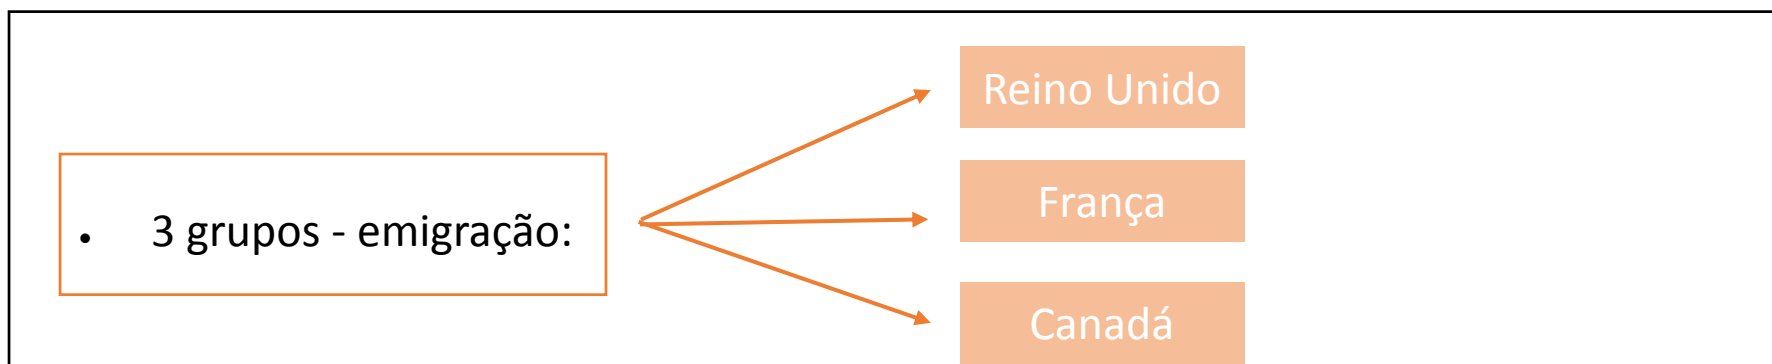 • 3 grupos - emigração:
Reino Unido
França
Canadá